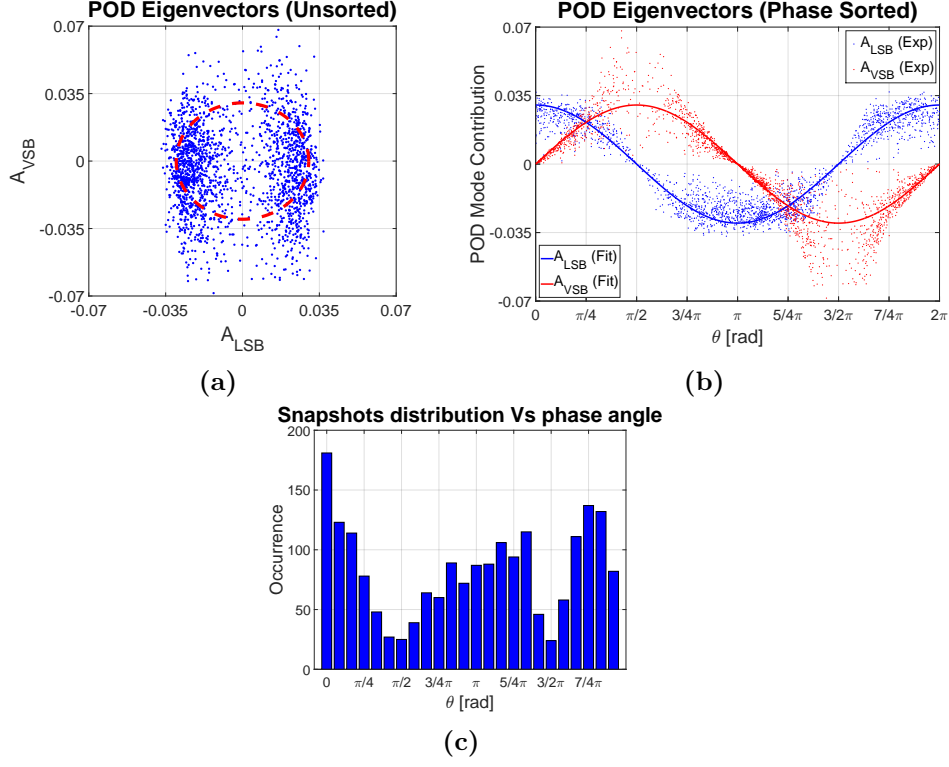 POD Eigenvectors (Unsorted)
0.07
0.035
0
-0.035
-0.07
A_VSB
-0.07 -0.035 0 0.035 0.07
A_LSB
(a)
POD Eigenvectors (Phase Sorted)
0.07
0.035
0
-0.035
-0.07
POD Mode Contribution
A_LSB (Exp)
A_VSB (Exp)
A_LSB (Fit)
A_VSB (Fit)
0 π/4 π/2 3/4π π 5/4π 3/2π 7/4π 2π
θ [rad]
(b)
Snapshots distribution Vs phase angle
200
150
100
50
0
Occurrence
0 π/4 π/2 3/4π π 5/4π 3/2π 7/4π
θ [rad]
(c)